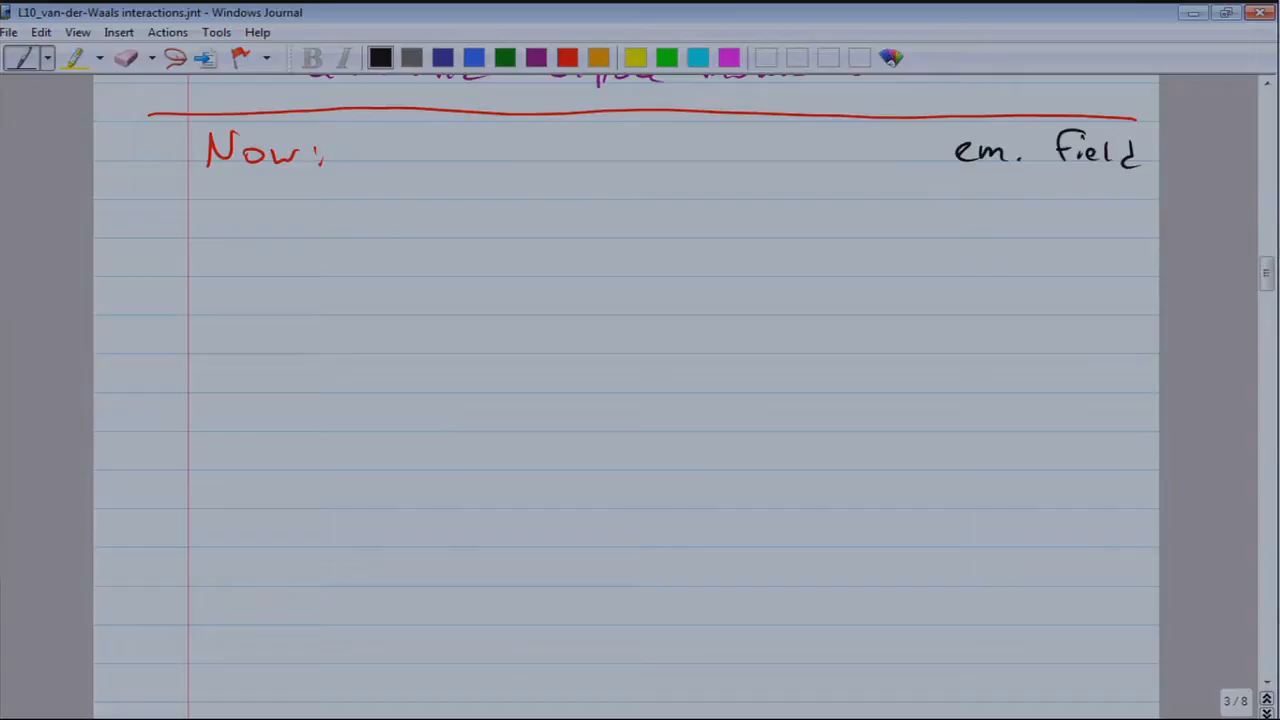 L10_van-der-Waals interactions.jnt - Windows Journal
File Edit View Insert Actions Tools Help
B I
Now: em. Field
3 / 8